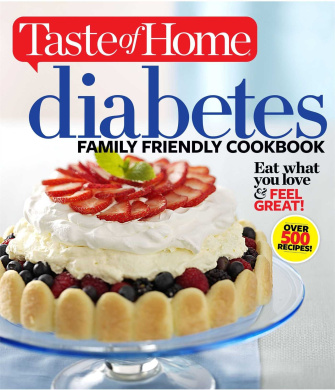 Taste of Home
diabetes
FAMILY FRIENDLY COOKBOOK
Eat what
you love
& FEEL
GREAT!
OVER
500
RECIPES!